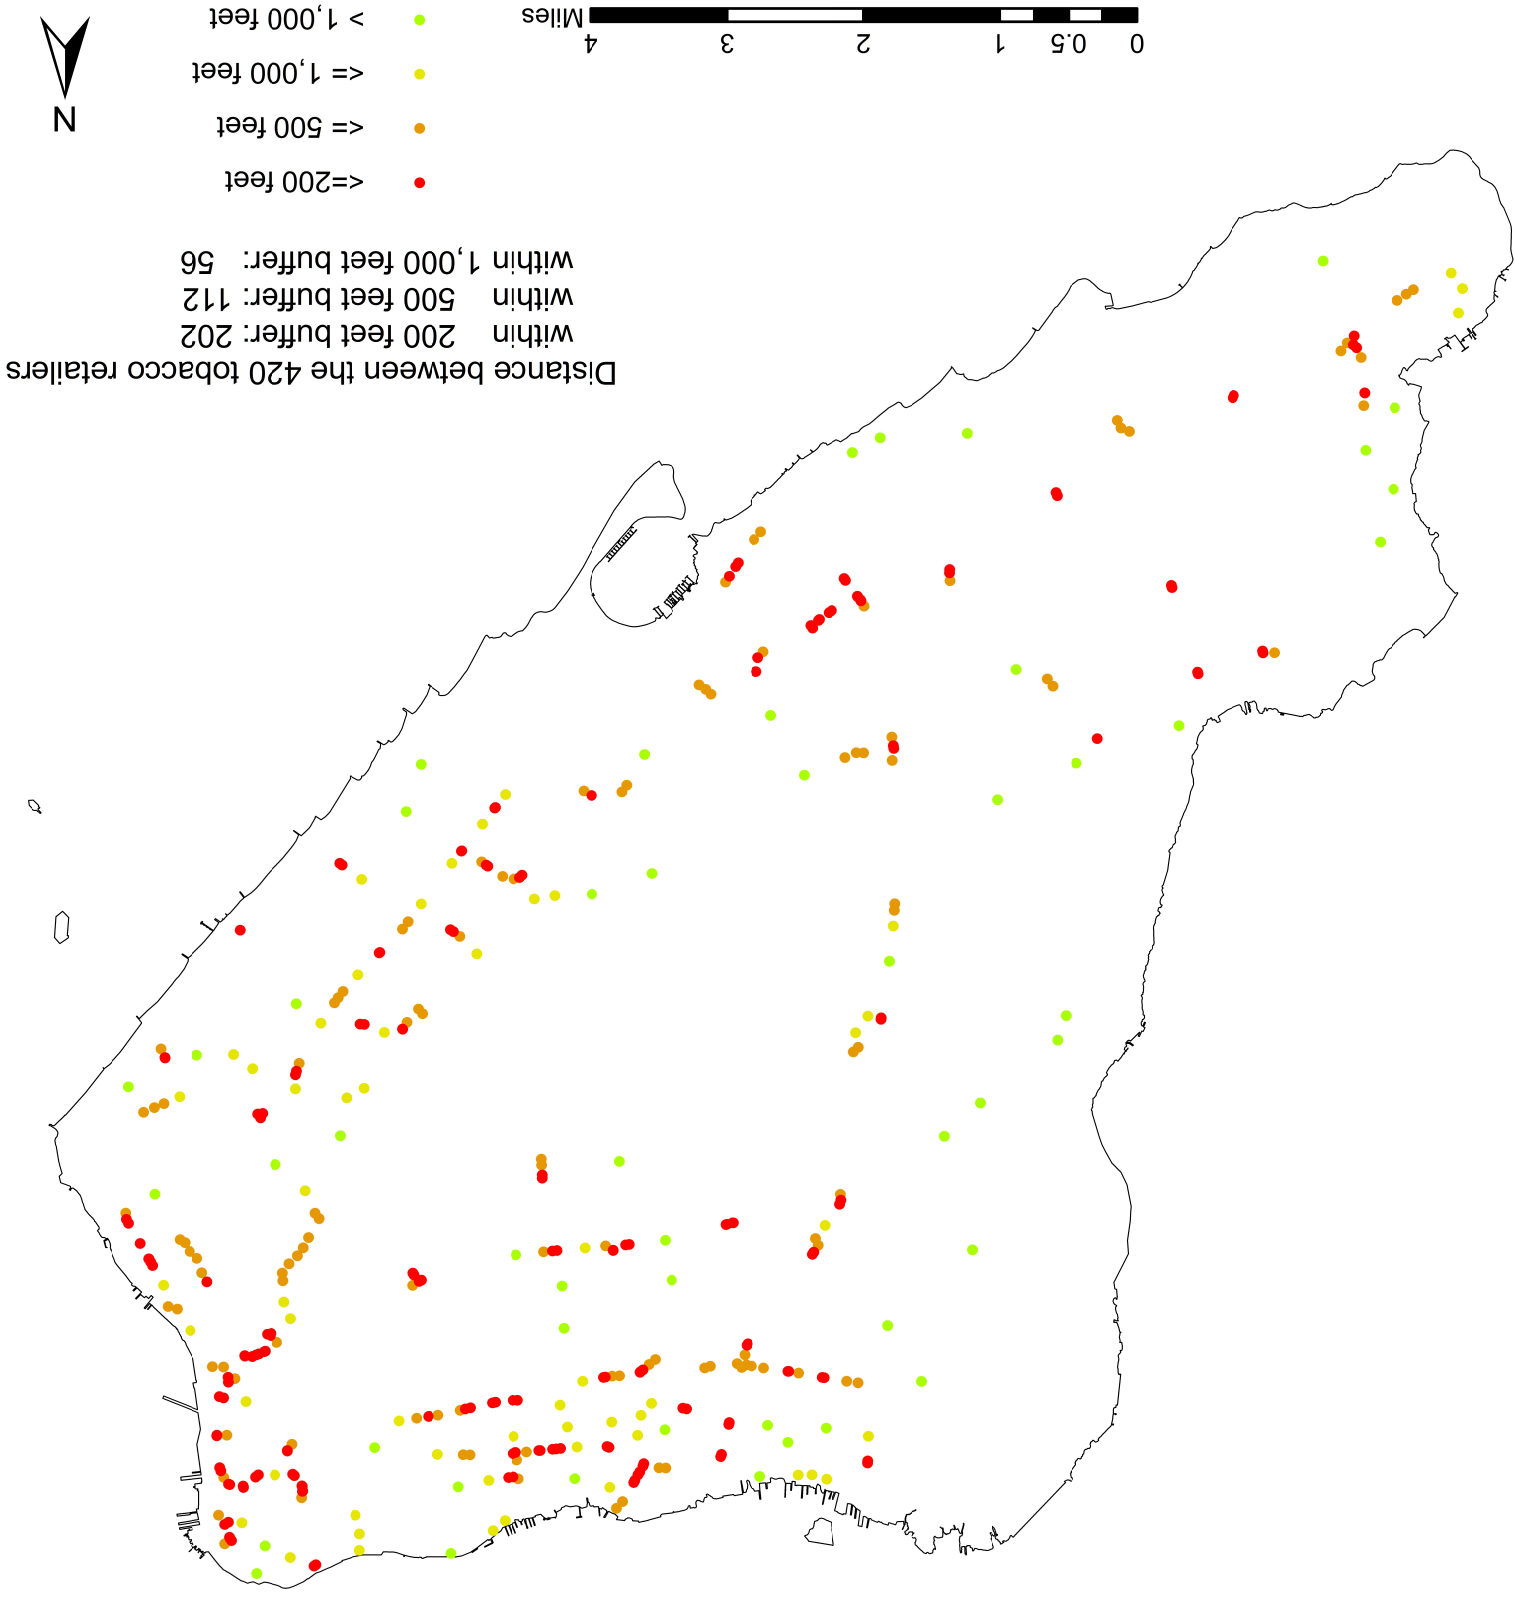 Distance between the 420 tobacco retailers
within 200 feet buffer: 202
within 500 feet buffer: 112
within 1,000 feet buffer: 56
<=200 feet
<= 500 feet
<= 1,000 feet
> 1,000 feet
N
0 0.5 1 2 3 4
Miles